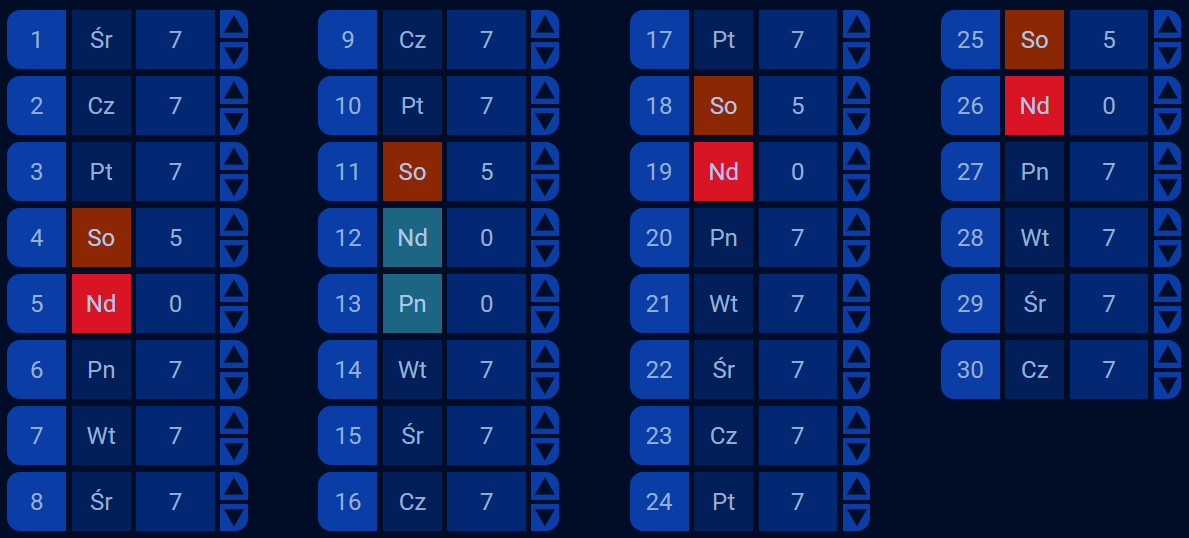 1 Śr 7
2 Cz 7
3 Pt 7
4 So 5
5 Nd 0
6 Pn 7
7 Wt 7
8 Śr 7
9 Cz 7
10 Pt 7
11 So 5
12 Nd 0
13 Pn 0
14 Wt 7
15 Śr 7
16 Cz 7
17 Pt 7
18 So 5
19 Nd 0
20 Pn 7
21 Wt 7
22 Śr 7
23 Cz 7
24 Pt 7
25 So 5
26 Nd 0
27 Pn 7
28 Wt 7
29 Śr 7
30 Cz 7